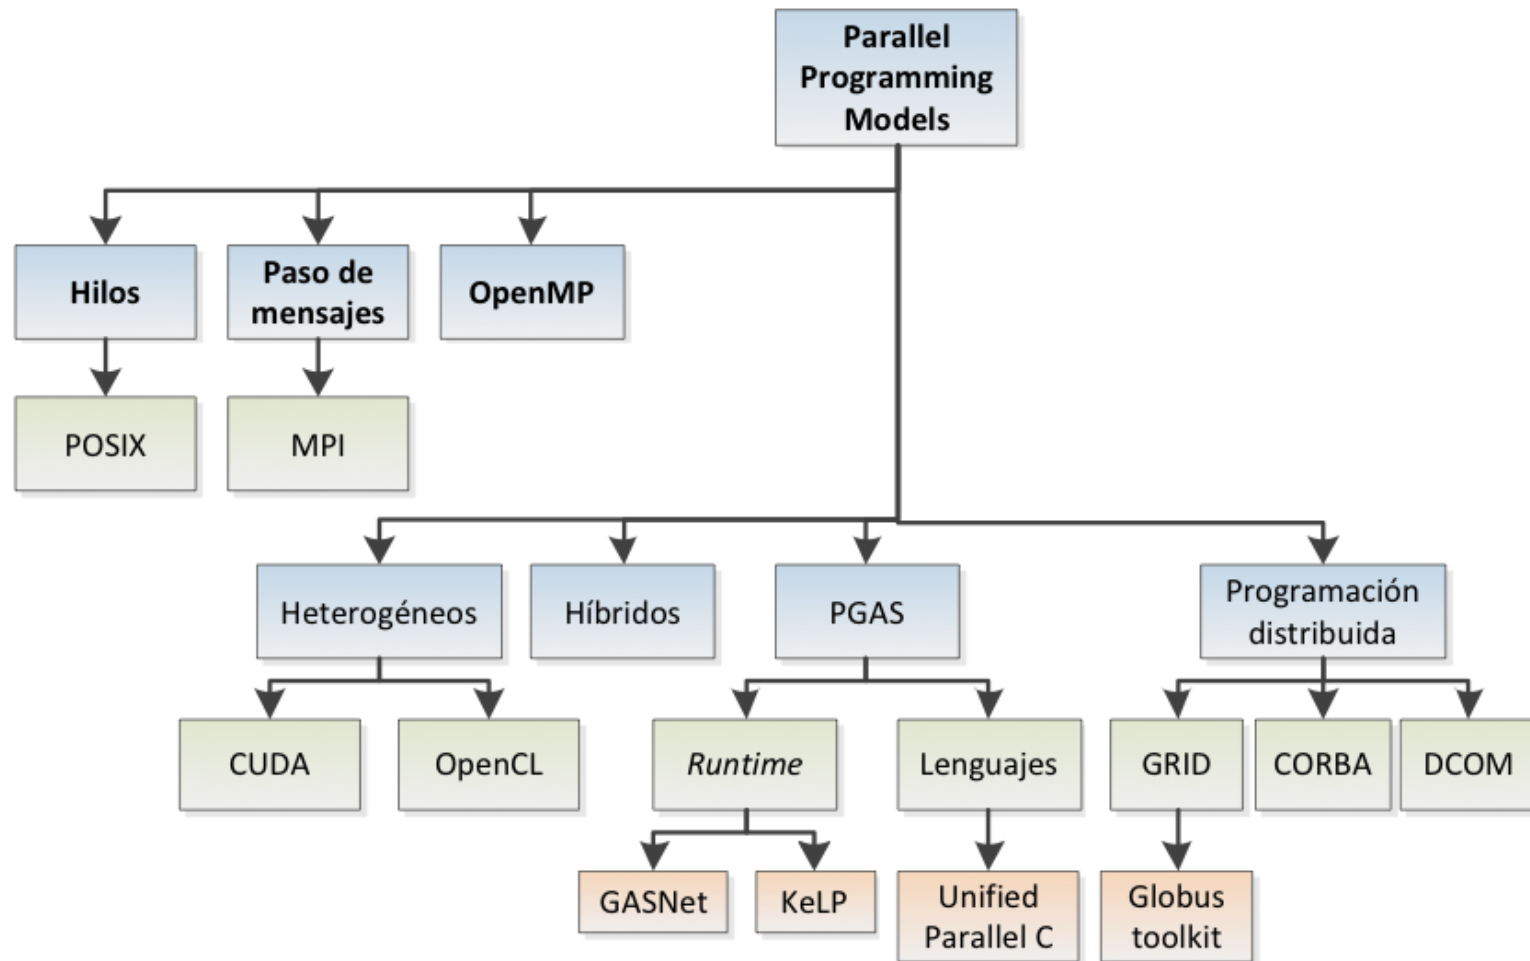 Parallel
Programming
Models
Hilos
Paso de
mensajes
OpenMP
POSIX
MPI
Heterogéneos
Híbridos
PGAS
Programación
distribuida
CUDA
OpenCL
Runtime
Lenguajes
GRID
CORBA
DCOM
GASNet
KeLP
Unified
Parallel C
Globus
toolkit